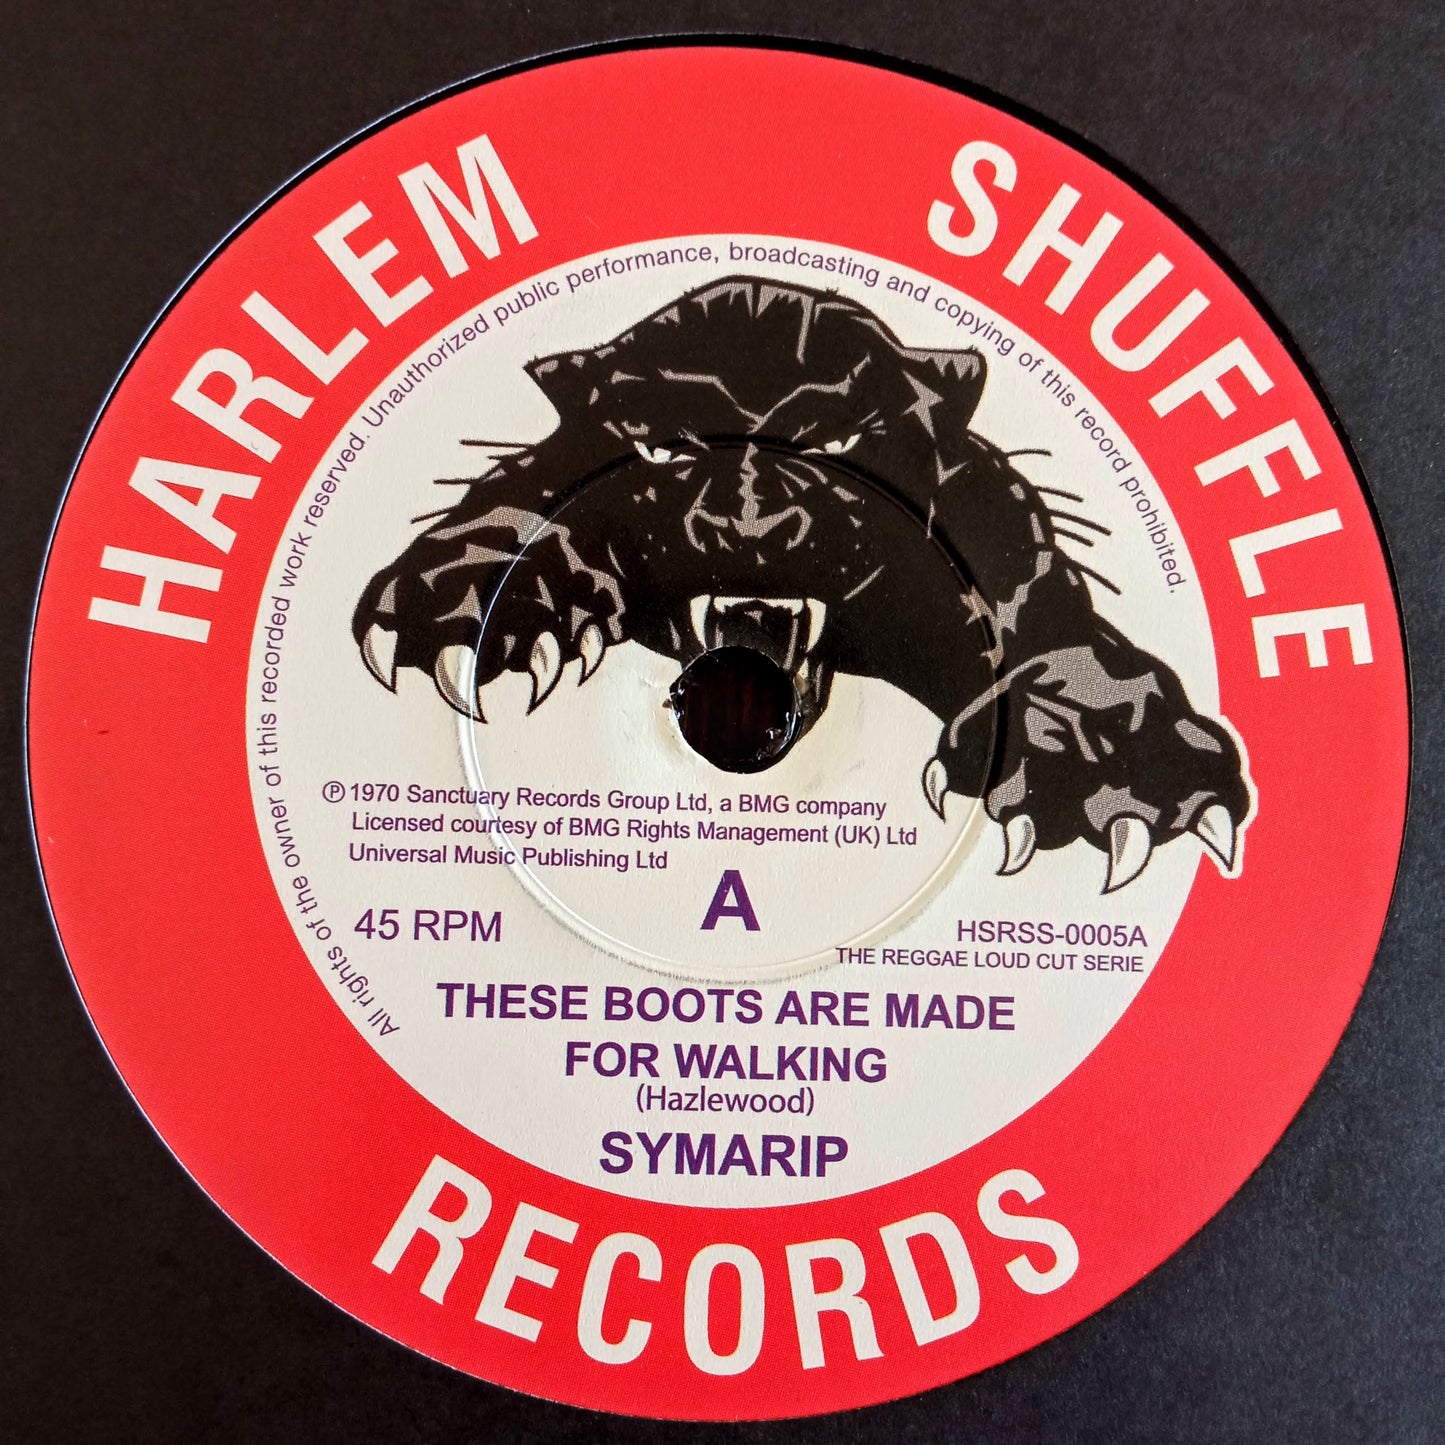 HARLEM SHUFFLE
All rights of the owner of this recorded work reserved. Unauthorized public performance, broadcasting and copying of this record prohibited.
℗ 1970 Sanctuary Records Group Ltd, a BMG company
Licensed courtesy of BMG Rights Management (UK) Ltd
Universal Music Publishing Ltd
A
45 RPM
HSRSS-0005A
THE REGGAE LOUD CUT SERIE
THESE BOOTS ARE MADE
FOR WALKING
(Hazlewood)
SYMARIP
RECORDS